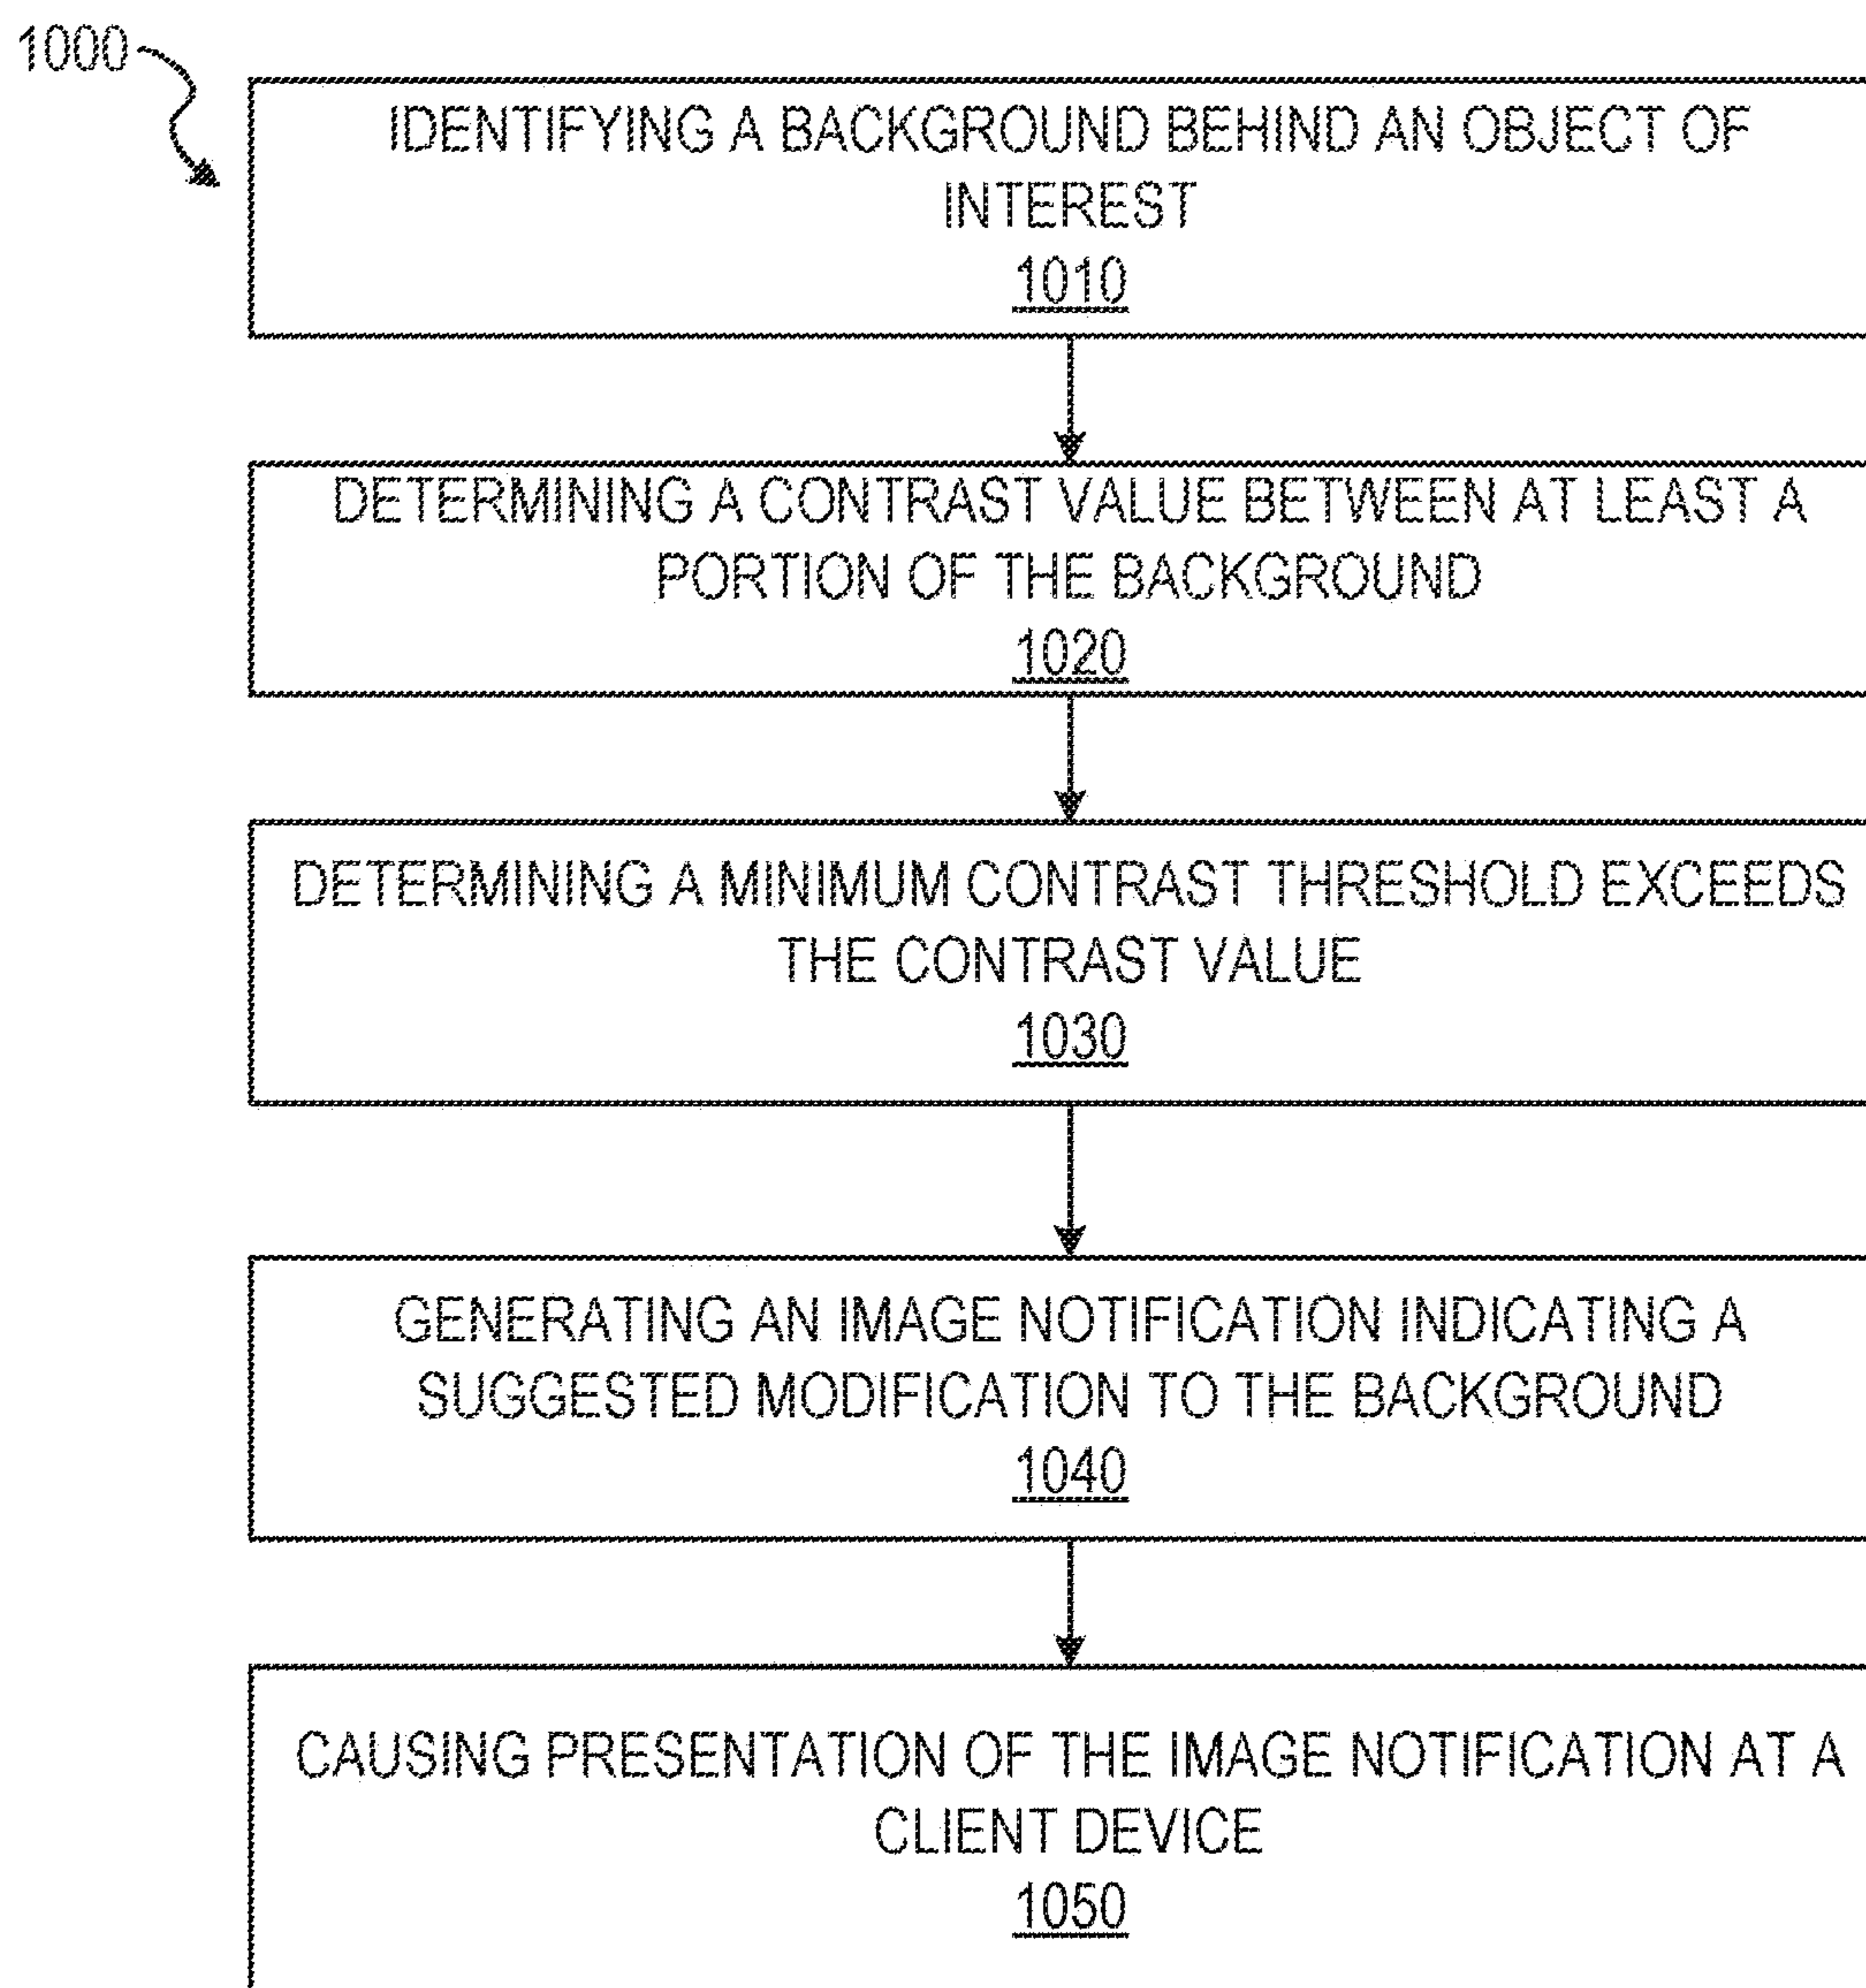 1000
IDENTIFYING A BACKGROUND BEHIND AN OBJECT OF
INTEREST
1010
DETERMINING A CONTRAST VALUE BETWEEN AT LEAST A
PORTION OF THE BACKGROUND
1020
DETERMINING A MINIMUM CONTRAST THRESHOLD EXCEEDS
THE CONTRAST VALUE
1030
GENERATING AN IMAGE NOTIFICATION INDICATING A
SUGGESTED MODIFICATION TO THE BACKGROUND
1040
CAUSING PRESENTATION OF THE IMAGE NOTIFICATION AT A
CLIENT DEVICE
1050